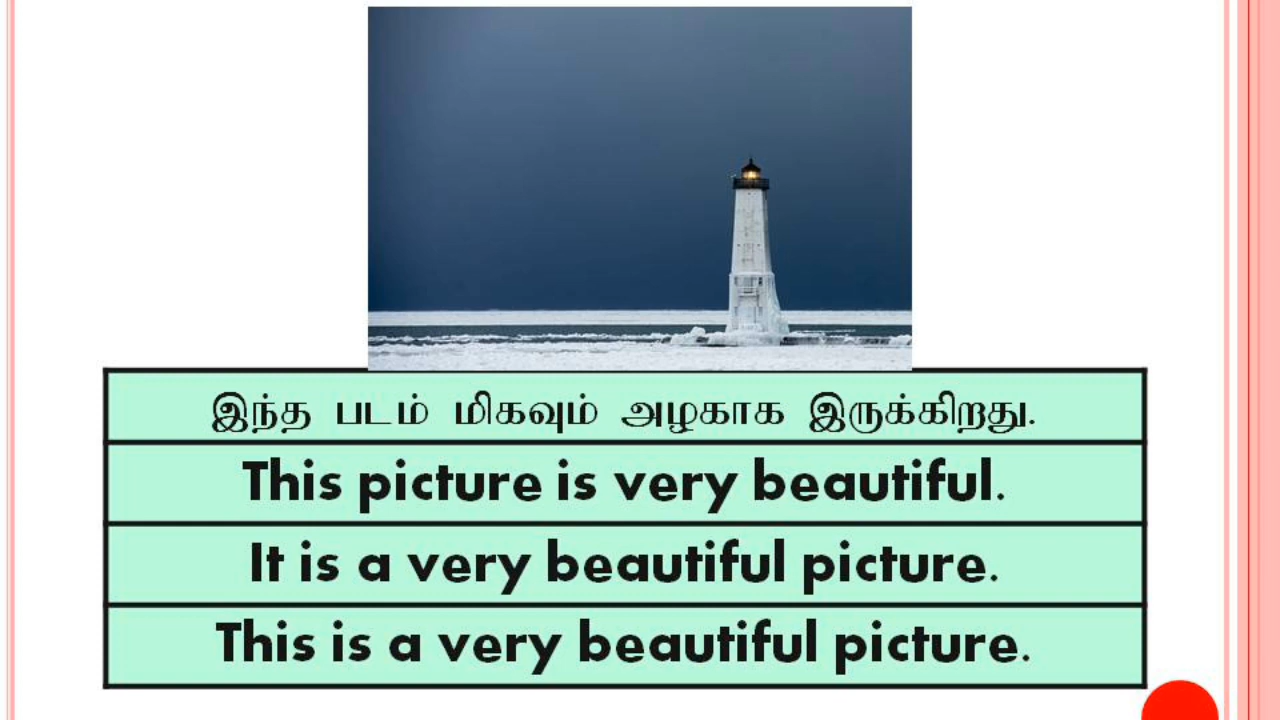 இந்த படம் மிகவும் அழகாக இருக்கிறது.
This picture is very beautiful.
It is a very beautiful picture.
This is a very beautiful picture.